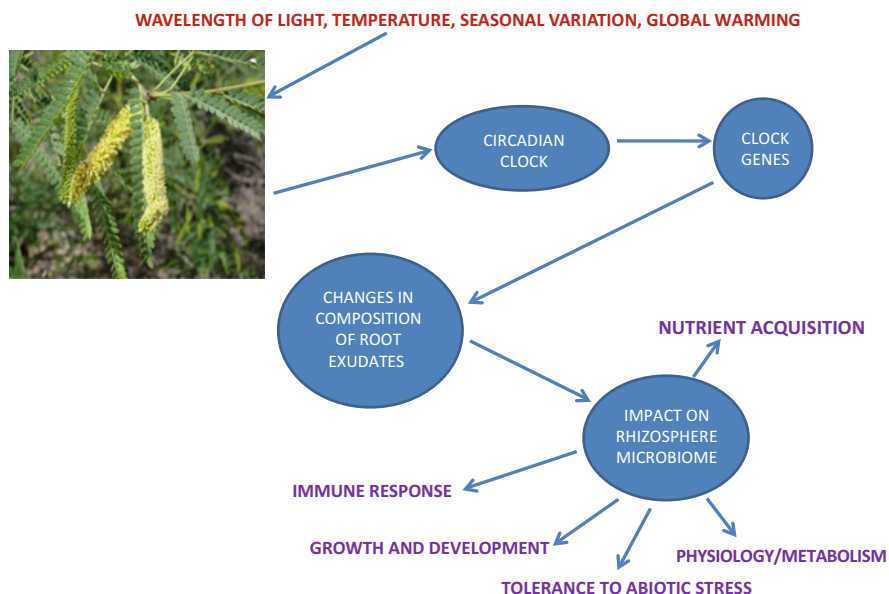 WAVELENGTH OF LIGHT, TEMPERATURE, SEASONAL VARIATION, GLOBAL WARMING
CIRCADIAN
CLOCK
CLOCK
GENES
CHANGES IN
COMPOSITION
OF ROOT
EXUDATES
NUTRIENT ACQUISITION
IMPACT ON
RHIZOSPHERE
MICROBIOME
IMMUNE RESPONSE
GROWTH AND DEVELOPMENT
PHYSIOLOGY/METABOLISM
TOLERANCE TO ABIOTIC STRESS